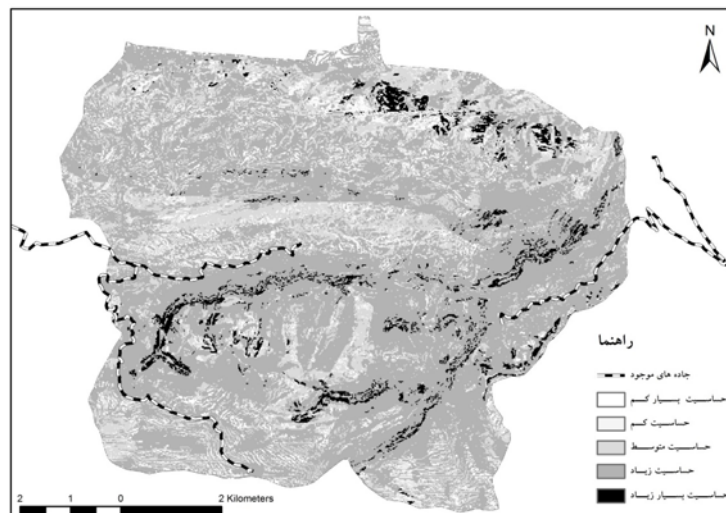 N
راهنما
جاده های موجود
حساسیت بسیار کم
حساسیت کم
حساسیت متوسط
حساسیت زیاد
حساسیت بسیار زیاد
2 1 0 2 Kilometers